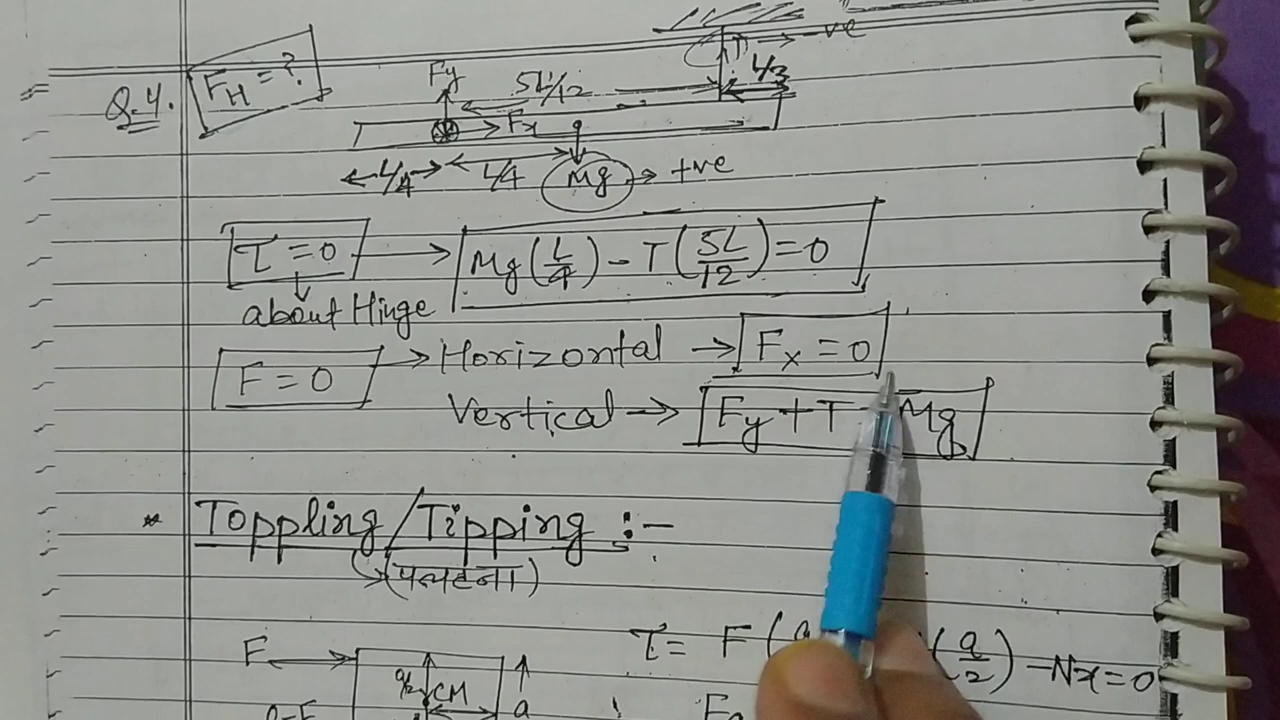 Q.4. F_H = ?
T → -ve
Fy 5L/12 L/3
Fx
L/4 L/4 Mg → +ve
τ = 0 → Mg(L/4) - T(5L/12) = 0
about Hinge
F = 0 → Horizontal → Fx = 0
Vertical → Fy + T Mg
* Toppling/Tipping :-
→ (पलटना)
F a/2 CM a
τ = F( (a/2) - Nx = 0